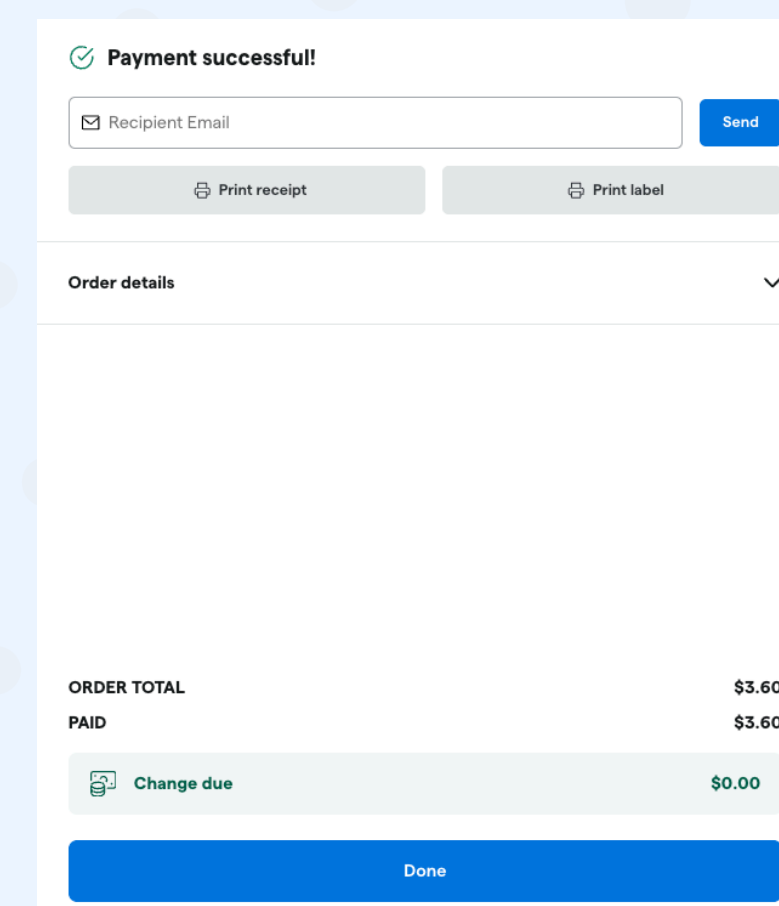 Payment successful!
Recipient Email
Send
Print receipt
Print label
Order details
ORDER TOTAL
$3.60
PAID
$3.60
Change due
$0.00
Done